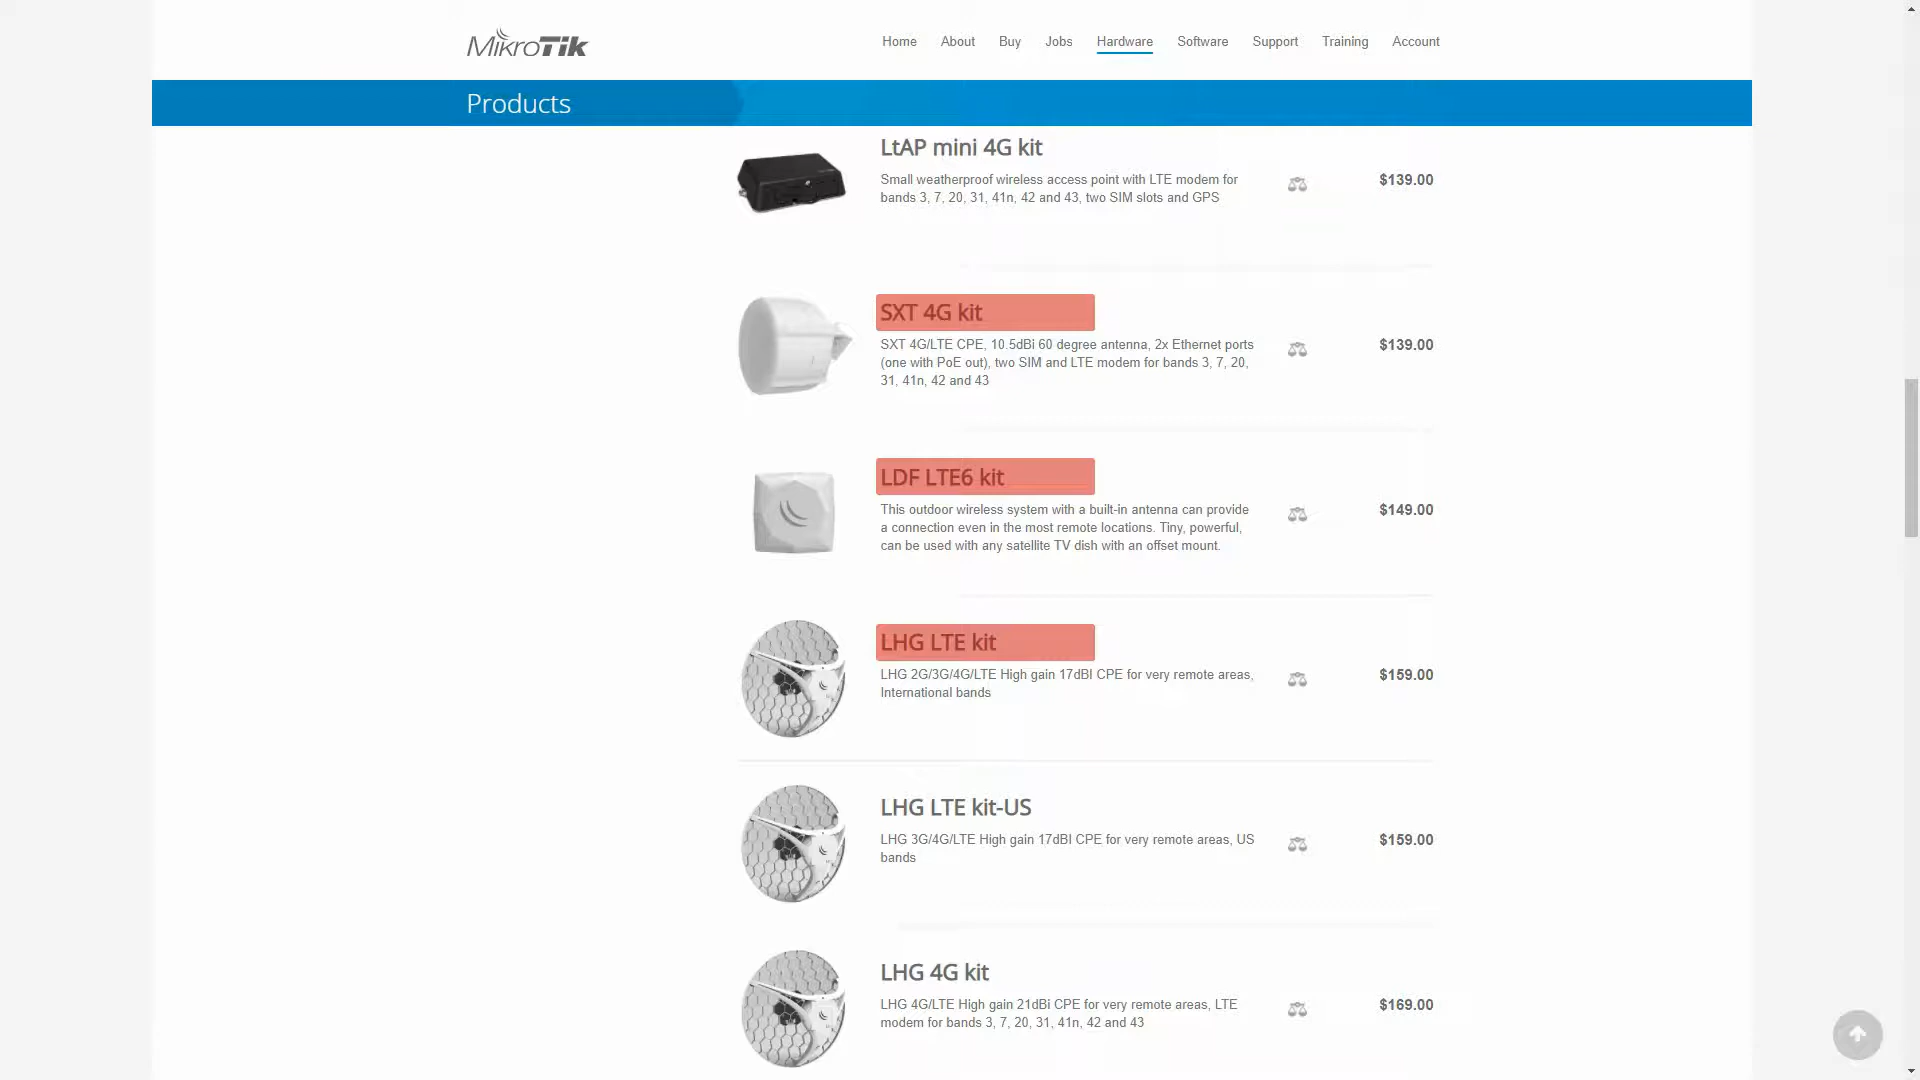 MikroTik
Home About Buy Jobs Hardware Software Support Training Account
Products
LtAP mini 4G kit
Small weatherproof wireless access point with LTE modem for
bands 3, 7, 20, 31, 41n, 42 and 43, two SIM slots and GPS
$139.00
SXT 4G kit
SXT 4G/LTE CPE, 10.5dBi 60 degree antenna, 2x Ethernet ports
(one with PoE out), two SIM and LTE modem for bands 3, 7, 20,
31, 41n, 42 and 43
$139.00
LDF LTE6 kit
This outdoor wireless system with a built-in antenna can provide
a connection even in the most remote locations. Tiny, powerful,
can be used with any satellite TV dish with an offset mount.
$149.00
LHG LTE kit
LHG 2G/3G/4G/LTE High gain 17dBI CPE for very remote areas,
International bands
$159.00
LHG LTE kit-US
LHG 3G/4G/LTE High gain 17dBI CPE for very remote areas, US
bands
$159.00
LHG 4G kit
LHG 4G/LTE High gain 21dBi CPE for very remote areas, LTE
modem for bands 3, 7, 20, 31, 41n, 42 and 43
$169.00